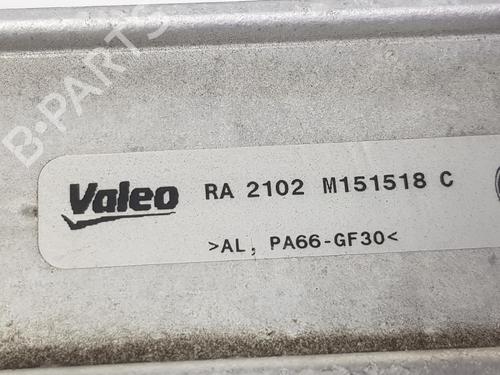 B-PARTS
Valeo RA 2102 M151518 C
>AL, PA66-GF30<